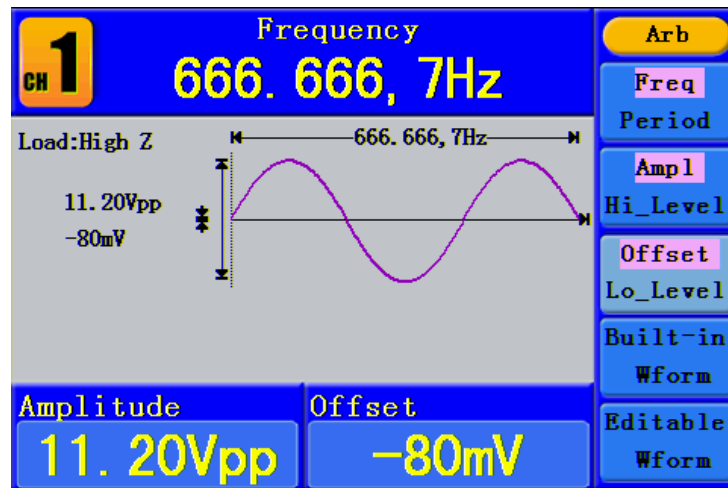 CH 1
Frequency
666.666,7Hz
Load:High Z
666.666,7Hz
11.20Vpp
-80mV
Amplitude
11.20Vpp
Offset
-80mV
Arb
Freq
Period
Ampl
Hi_Level
Offset
Lo_Level
Built-in
Wform
Editable
Wform